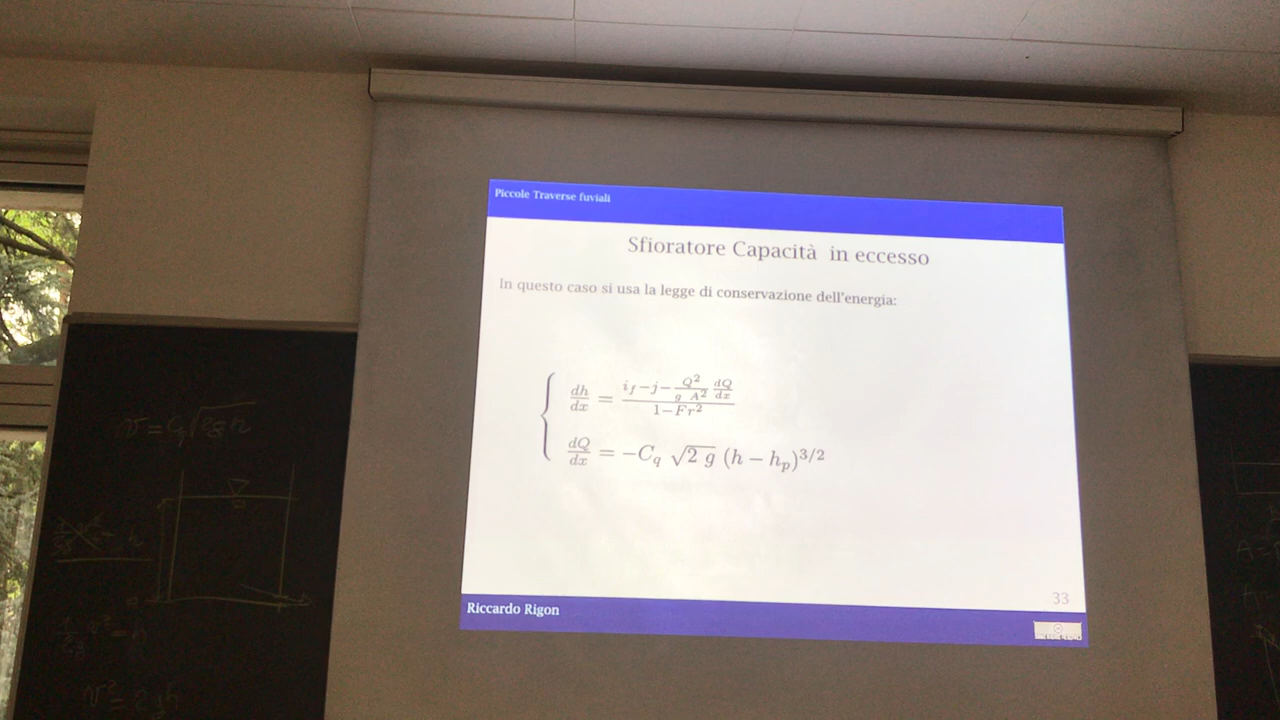 Piccole Traverse fuviali
Sfioratore Capacità in eccesso
In questo caso si usa la legge di conservazione dell'energia:
dh/dx = (i_f − j − Q²/(g A²) dQ/dx) / (1−Fr²)
dQ/dx = −C_q √(2 g) (h − h_p)^{3/2}
33
Riccardo Rigon